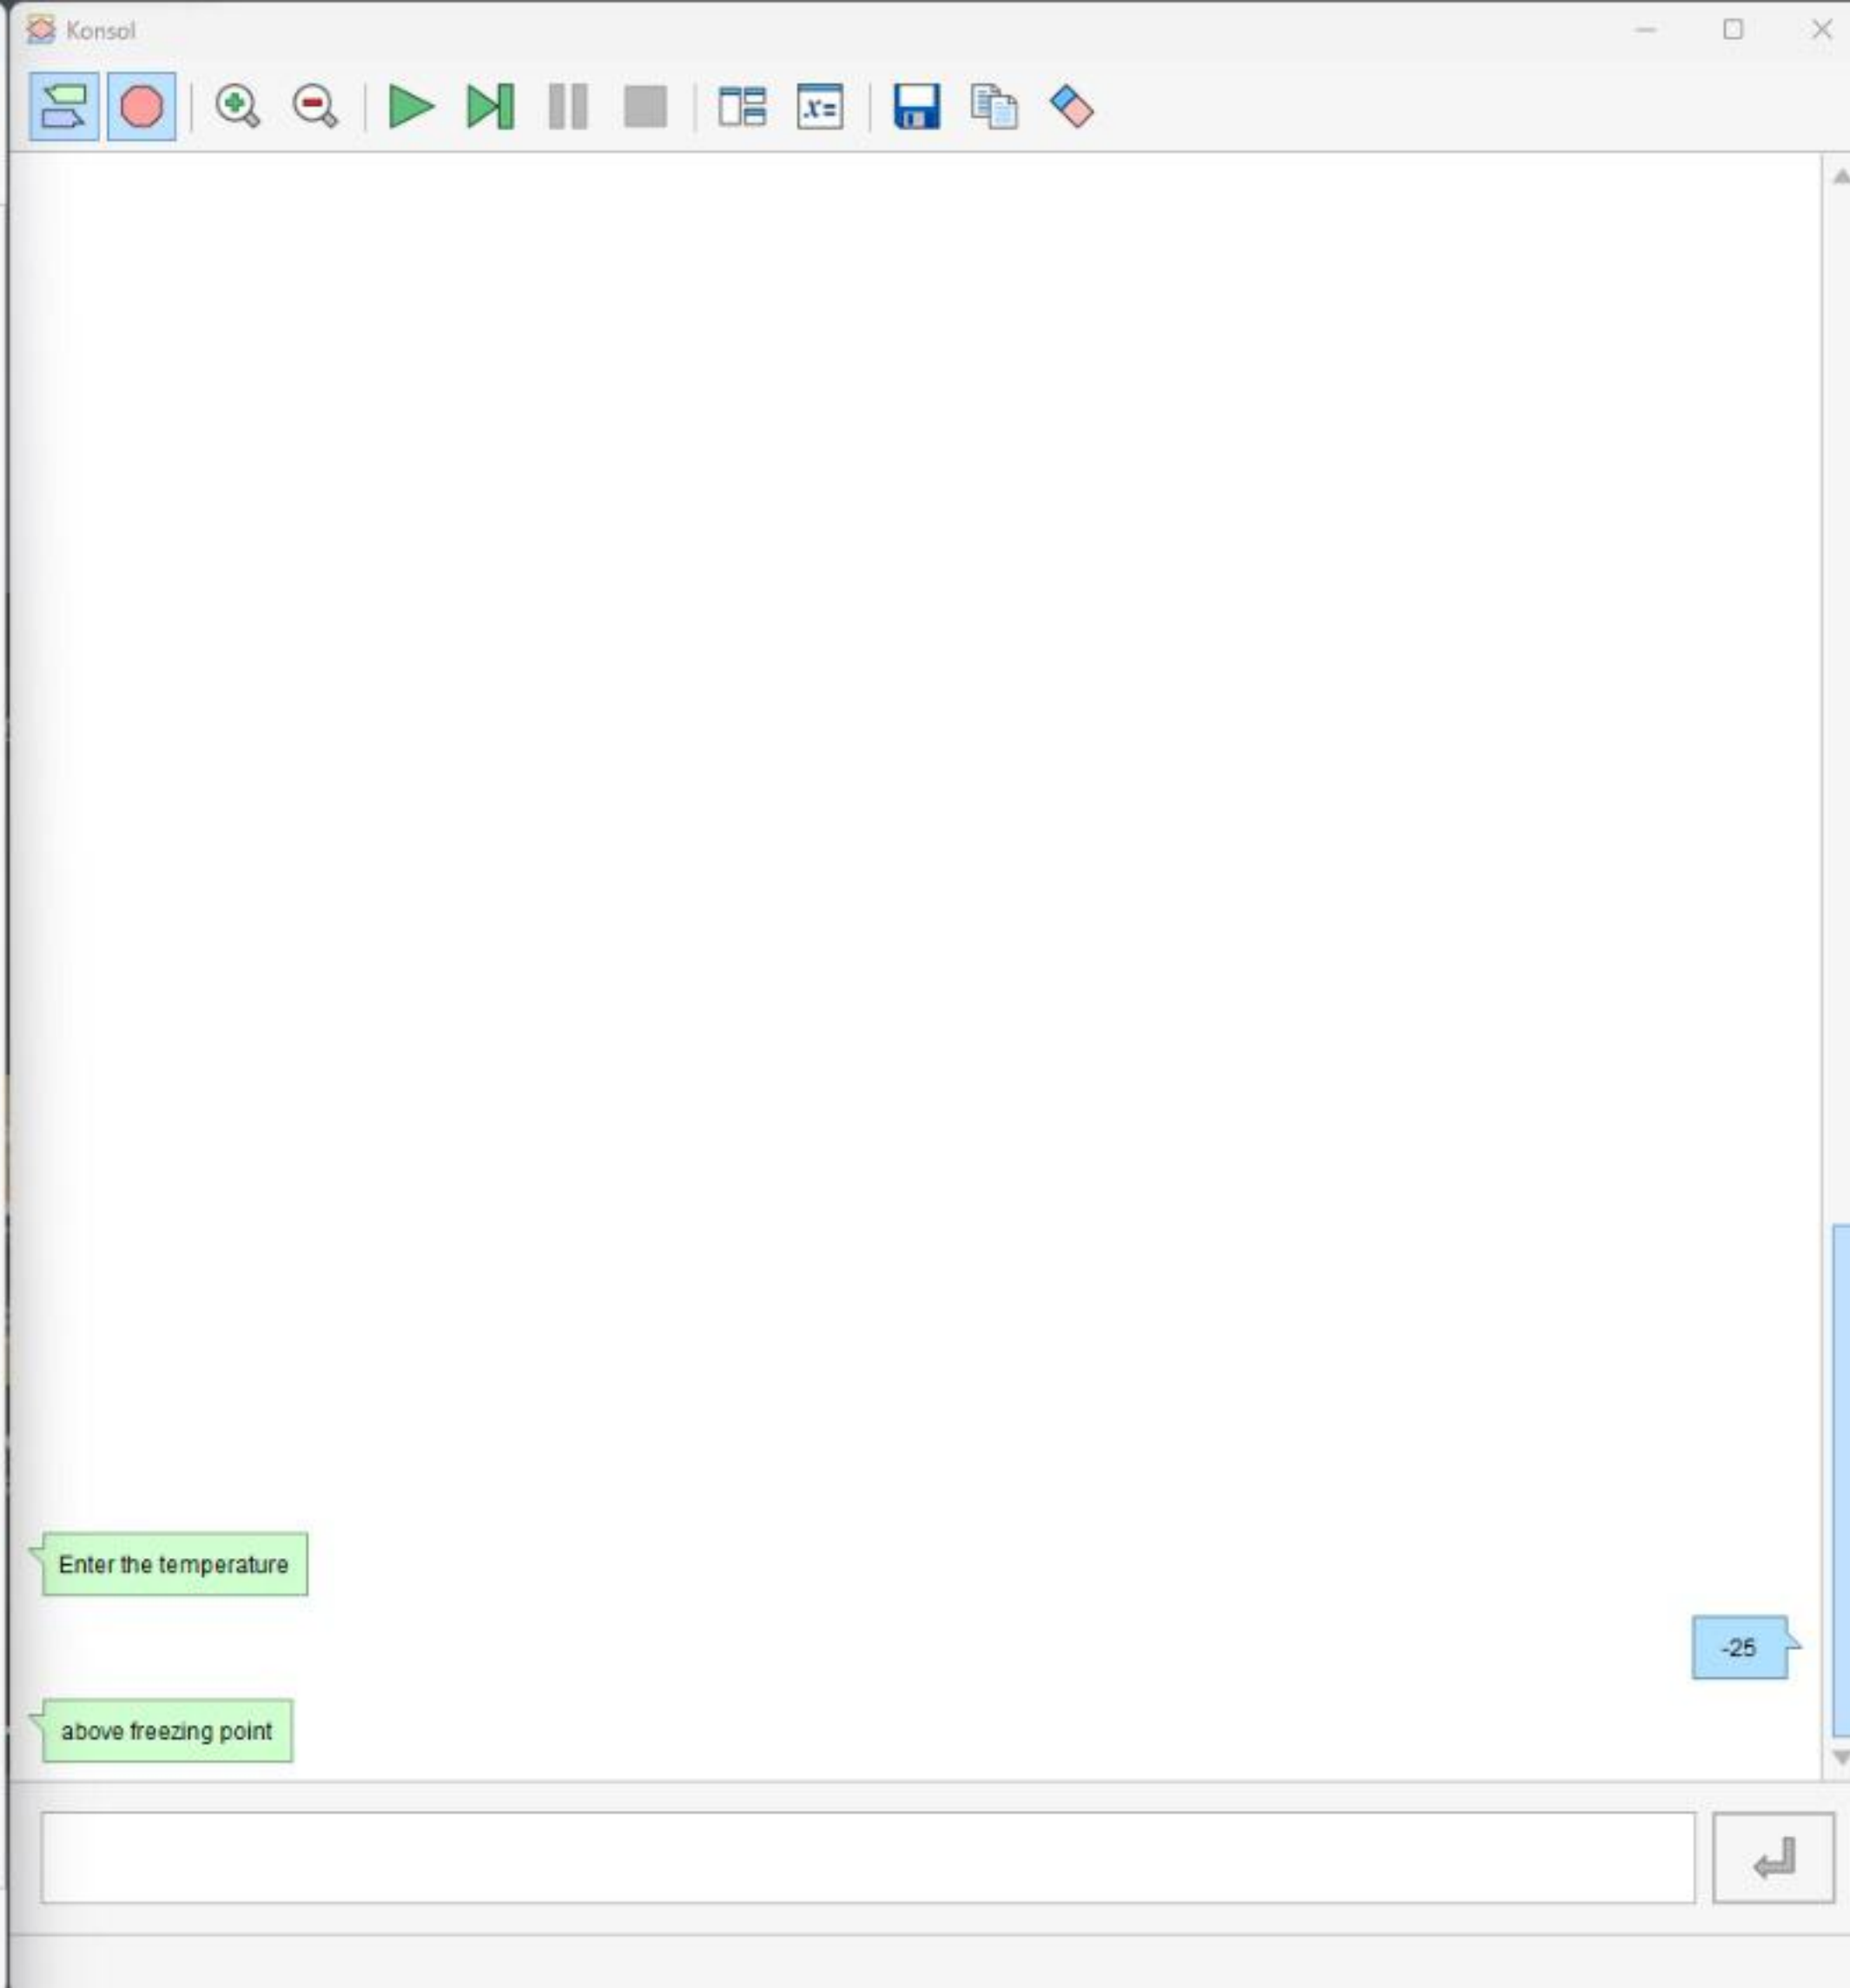 Konsol
x=
Enter the temperature
-25
above freezing point